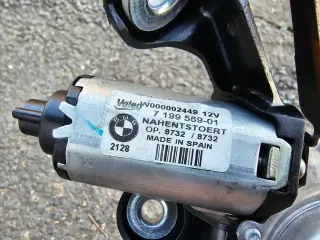 Valeo W000002449 12V
7 199 569-01
NAHENTSTOERT
OP. 8732 / 8732
MADE IN SPAIN
2128